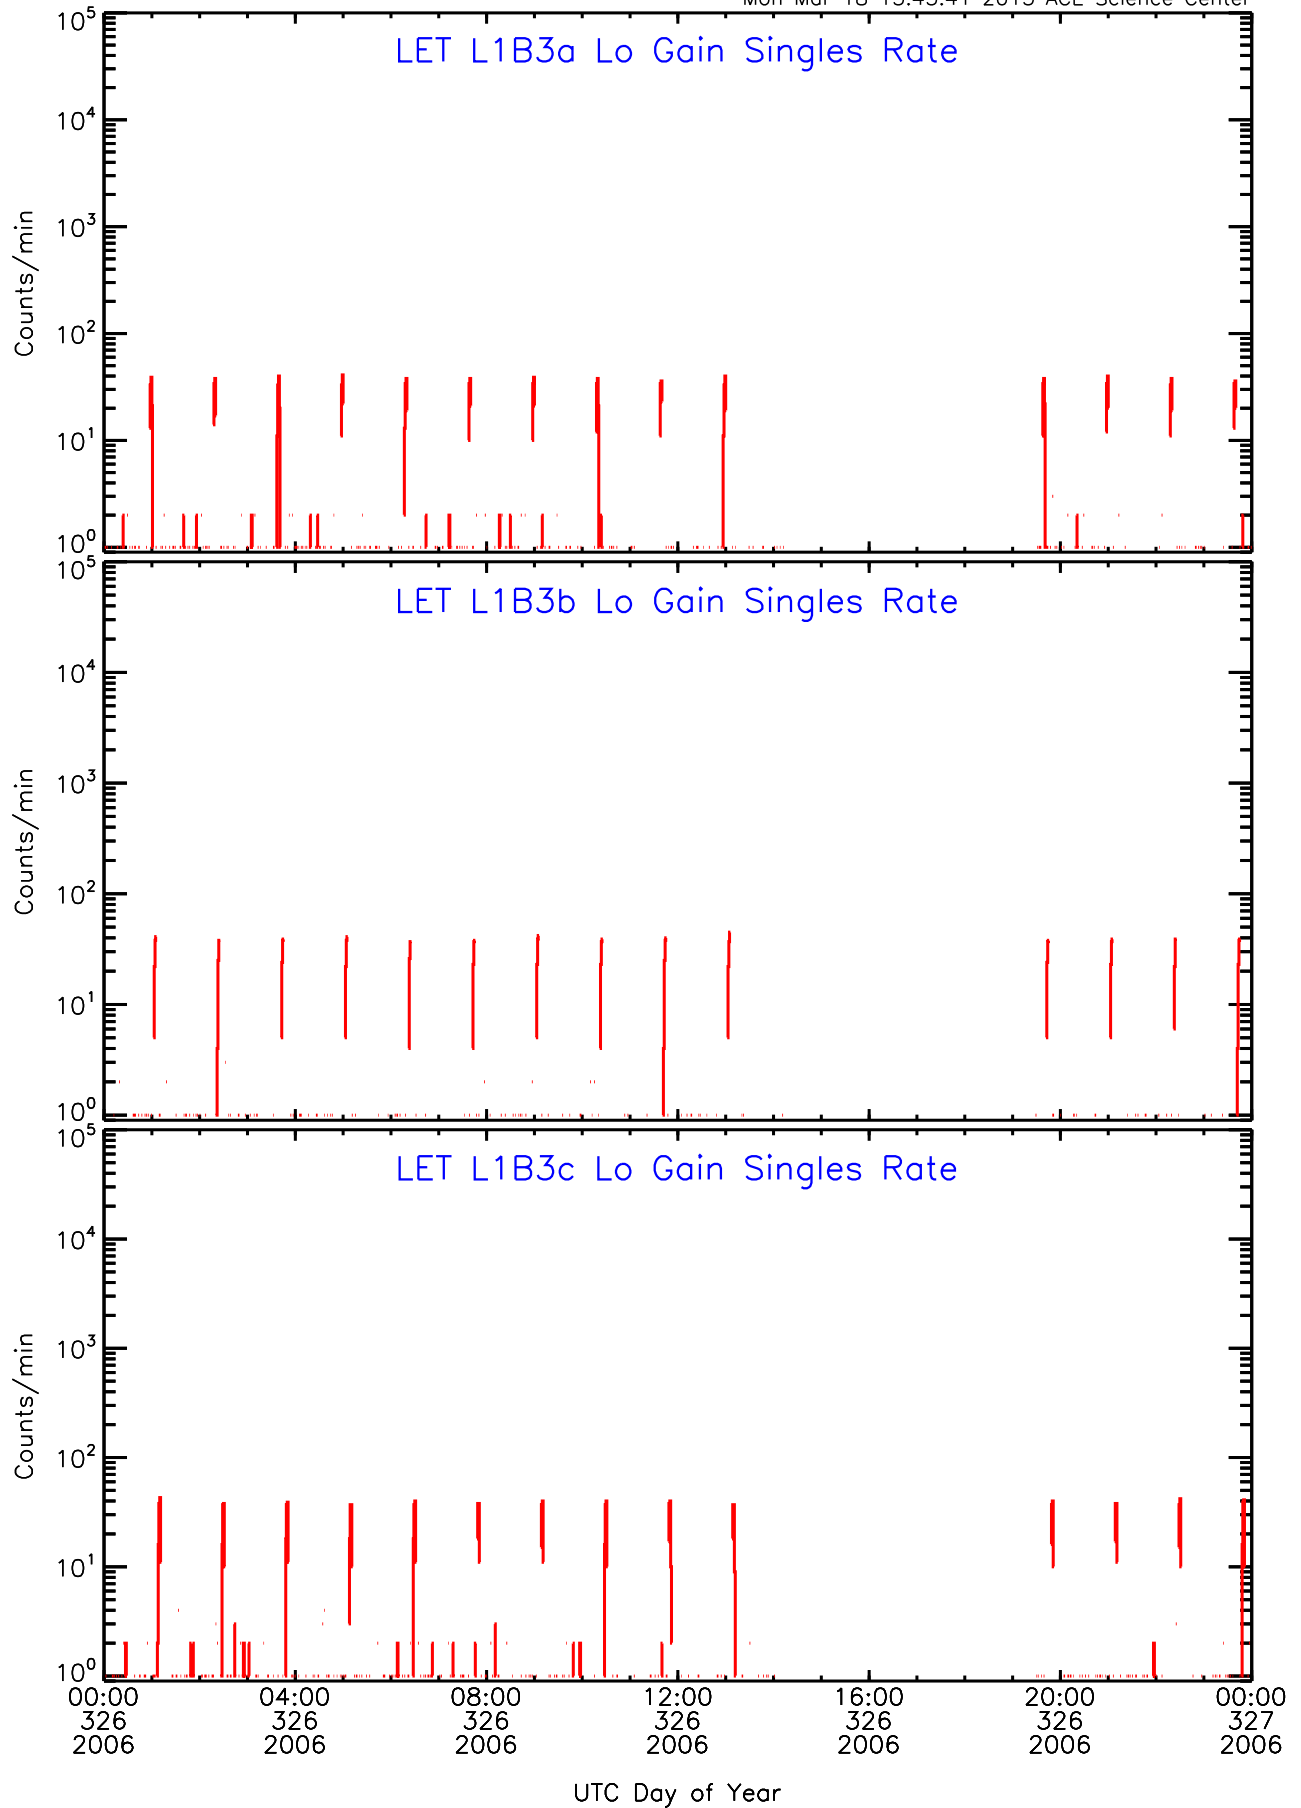 LET L1B3a Lo Gain Singles Rate
10^5
10^4
10^3
10^2
10^1
10^0
Counts/min
LET L1B3b Lo Gain Singles Rate
10^5
10^4
10^3
10^2
10^1
10^0
Counts/min
LET L1B3c Lo Gain Singles Rate
10^5
10^4
10^3
10^2
10^1
10^0
Counts/min
00:00 04:00 08:00 12:00 16:00 20:00 00:00
326 326 326 326 326 326 327
2006 2006 2006 2006 2006 2006 2006
UTC Day of Year